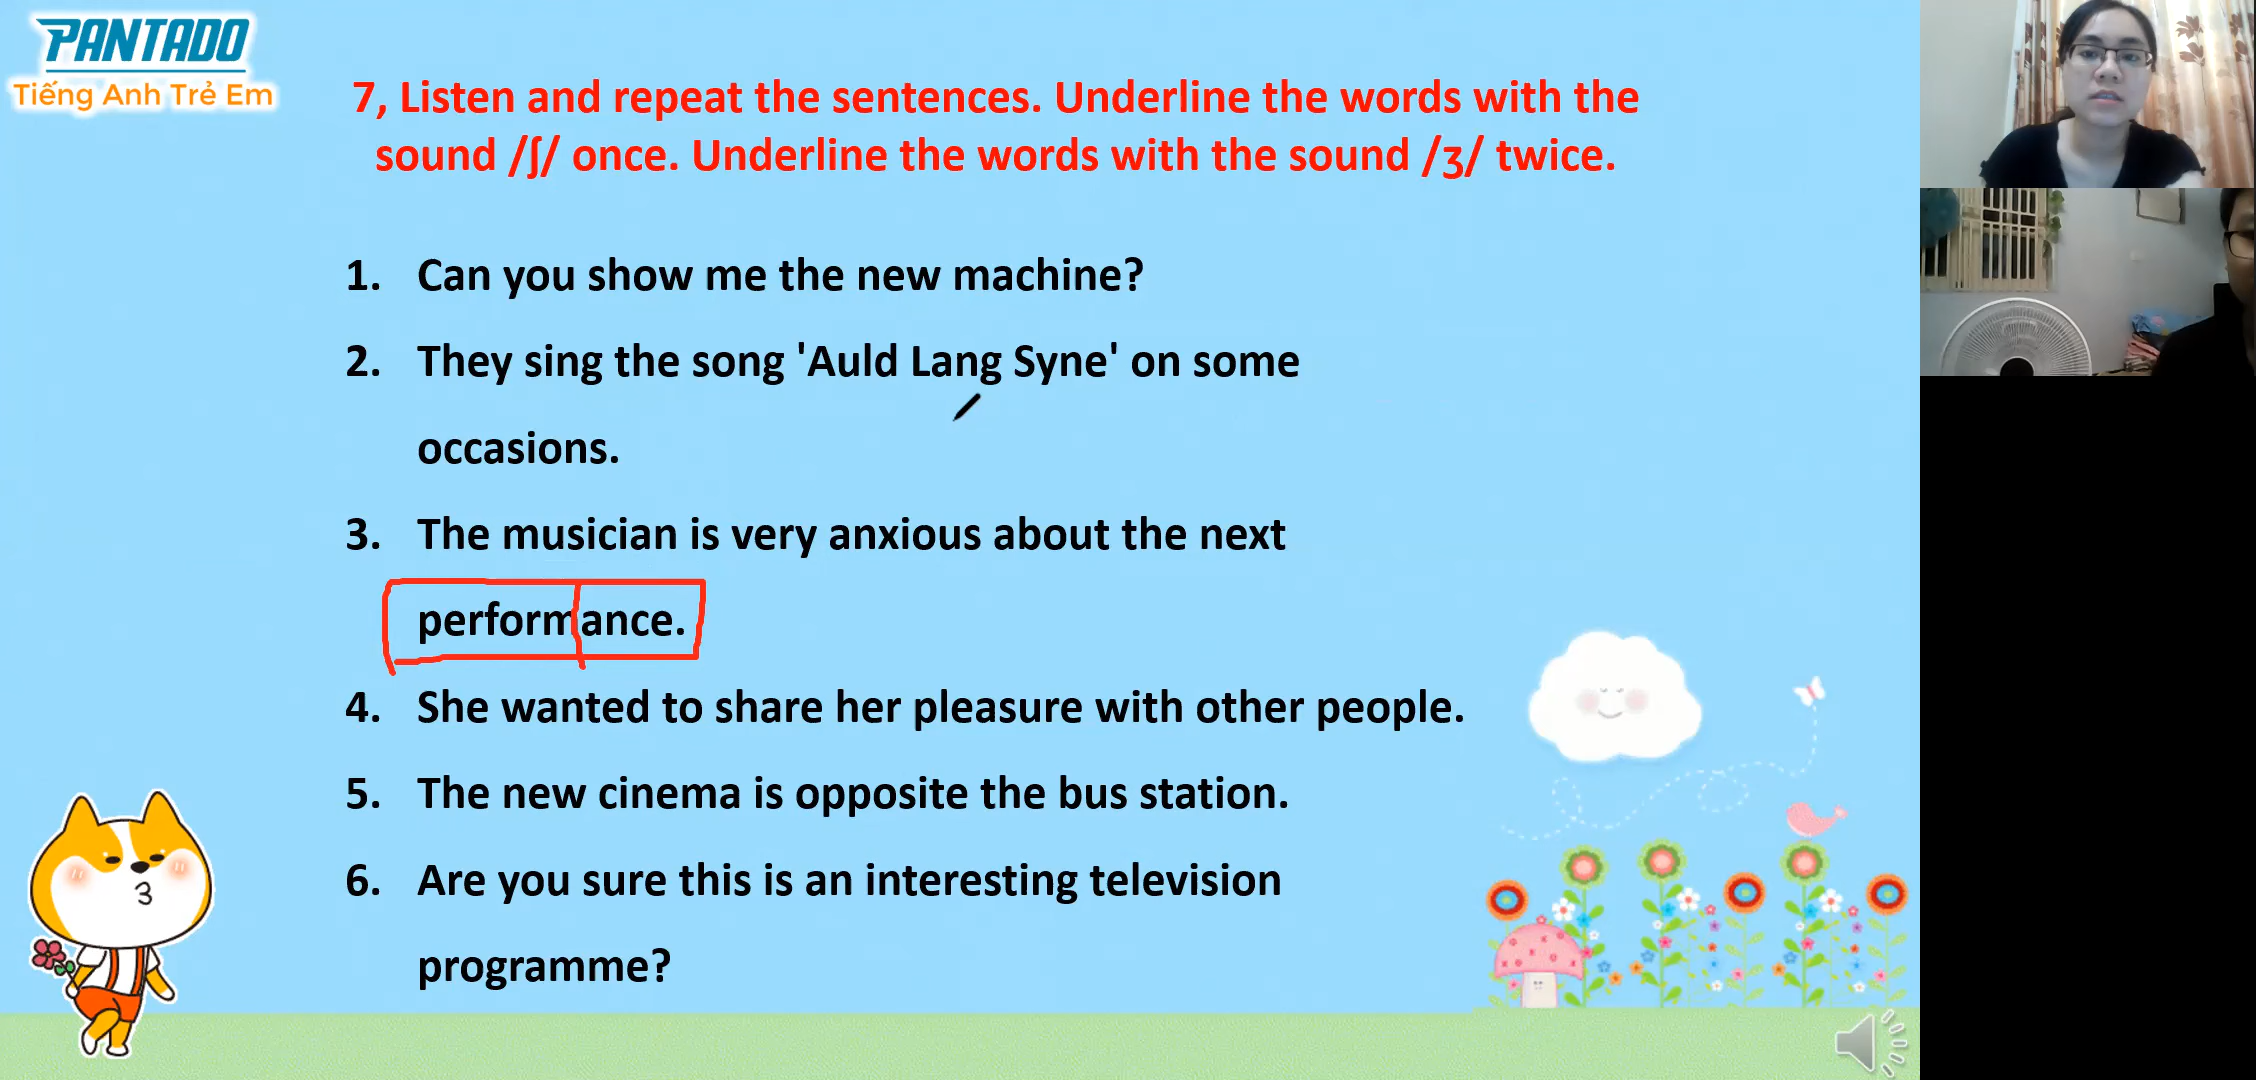 PANTADO
Tiếng Anh Trẻ Em
7, Listen and repeat the sentences. Underline the words with the
sound /ʃ/ once. Underline the words with the sound /ʒ/ twice.
1. Can you show me the new machine?
2. They sing the song 'Auld Lang Syne' on some
occasions.
3. The musician is very anxious about the next
performance.
4. She wanted to share her pleasure with other people.
5. The new cinema is opposite the bus station.
6. Are you sure this is an interesting television
programme?